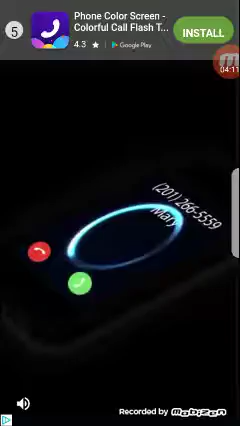 5
Phone Color Screen -
Colorful Call Flash T...
4.3 ★ | Google Play
INSTALL
04:11
(201) 266-5559
Mary
Recorded by mobizen